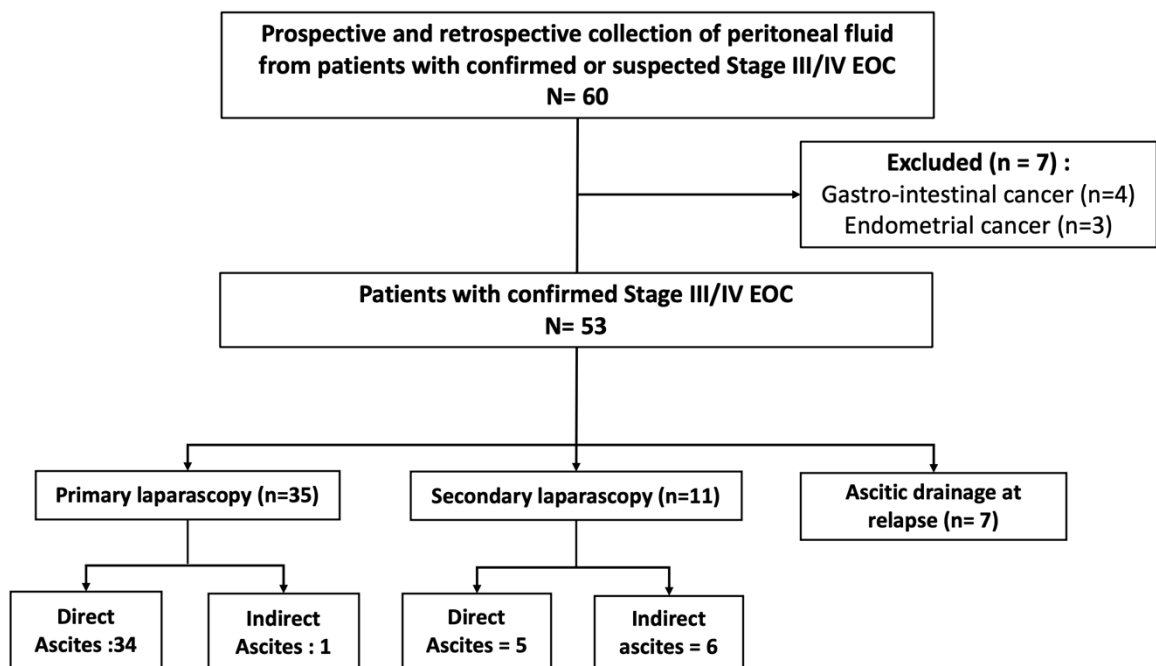 Prospective and retrospective collection of peritoneal fluid
from patients with confirmed or suspected Stage III/IV EOC
N= 60
Excluded (n = 7) :
Gastro-intestinal cancer (n=4)
Endometrial cancer (n=3)
Patients with confirmed Stage III/IV EOC
N= 53
Primary laparascopy (n=35)
Secondary laparascopy (n=11)
Ascitic drainage at
relapse (n= 7)
Direct
Ascites :34
Indirect
Ascites : 1
Direct
Ascites = 5
Indirect
ascites = 6